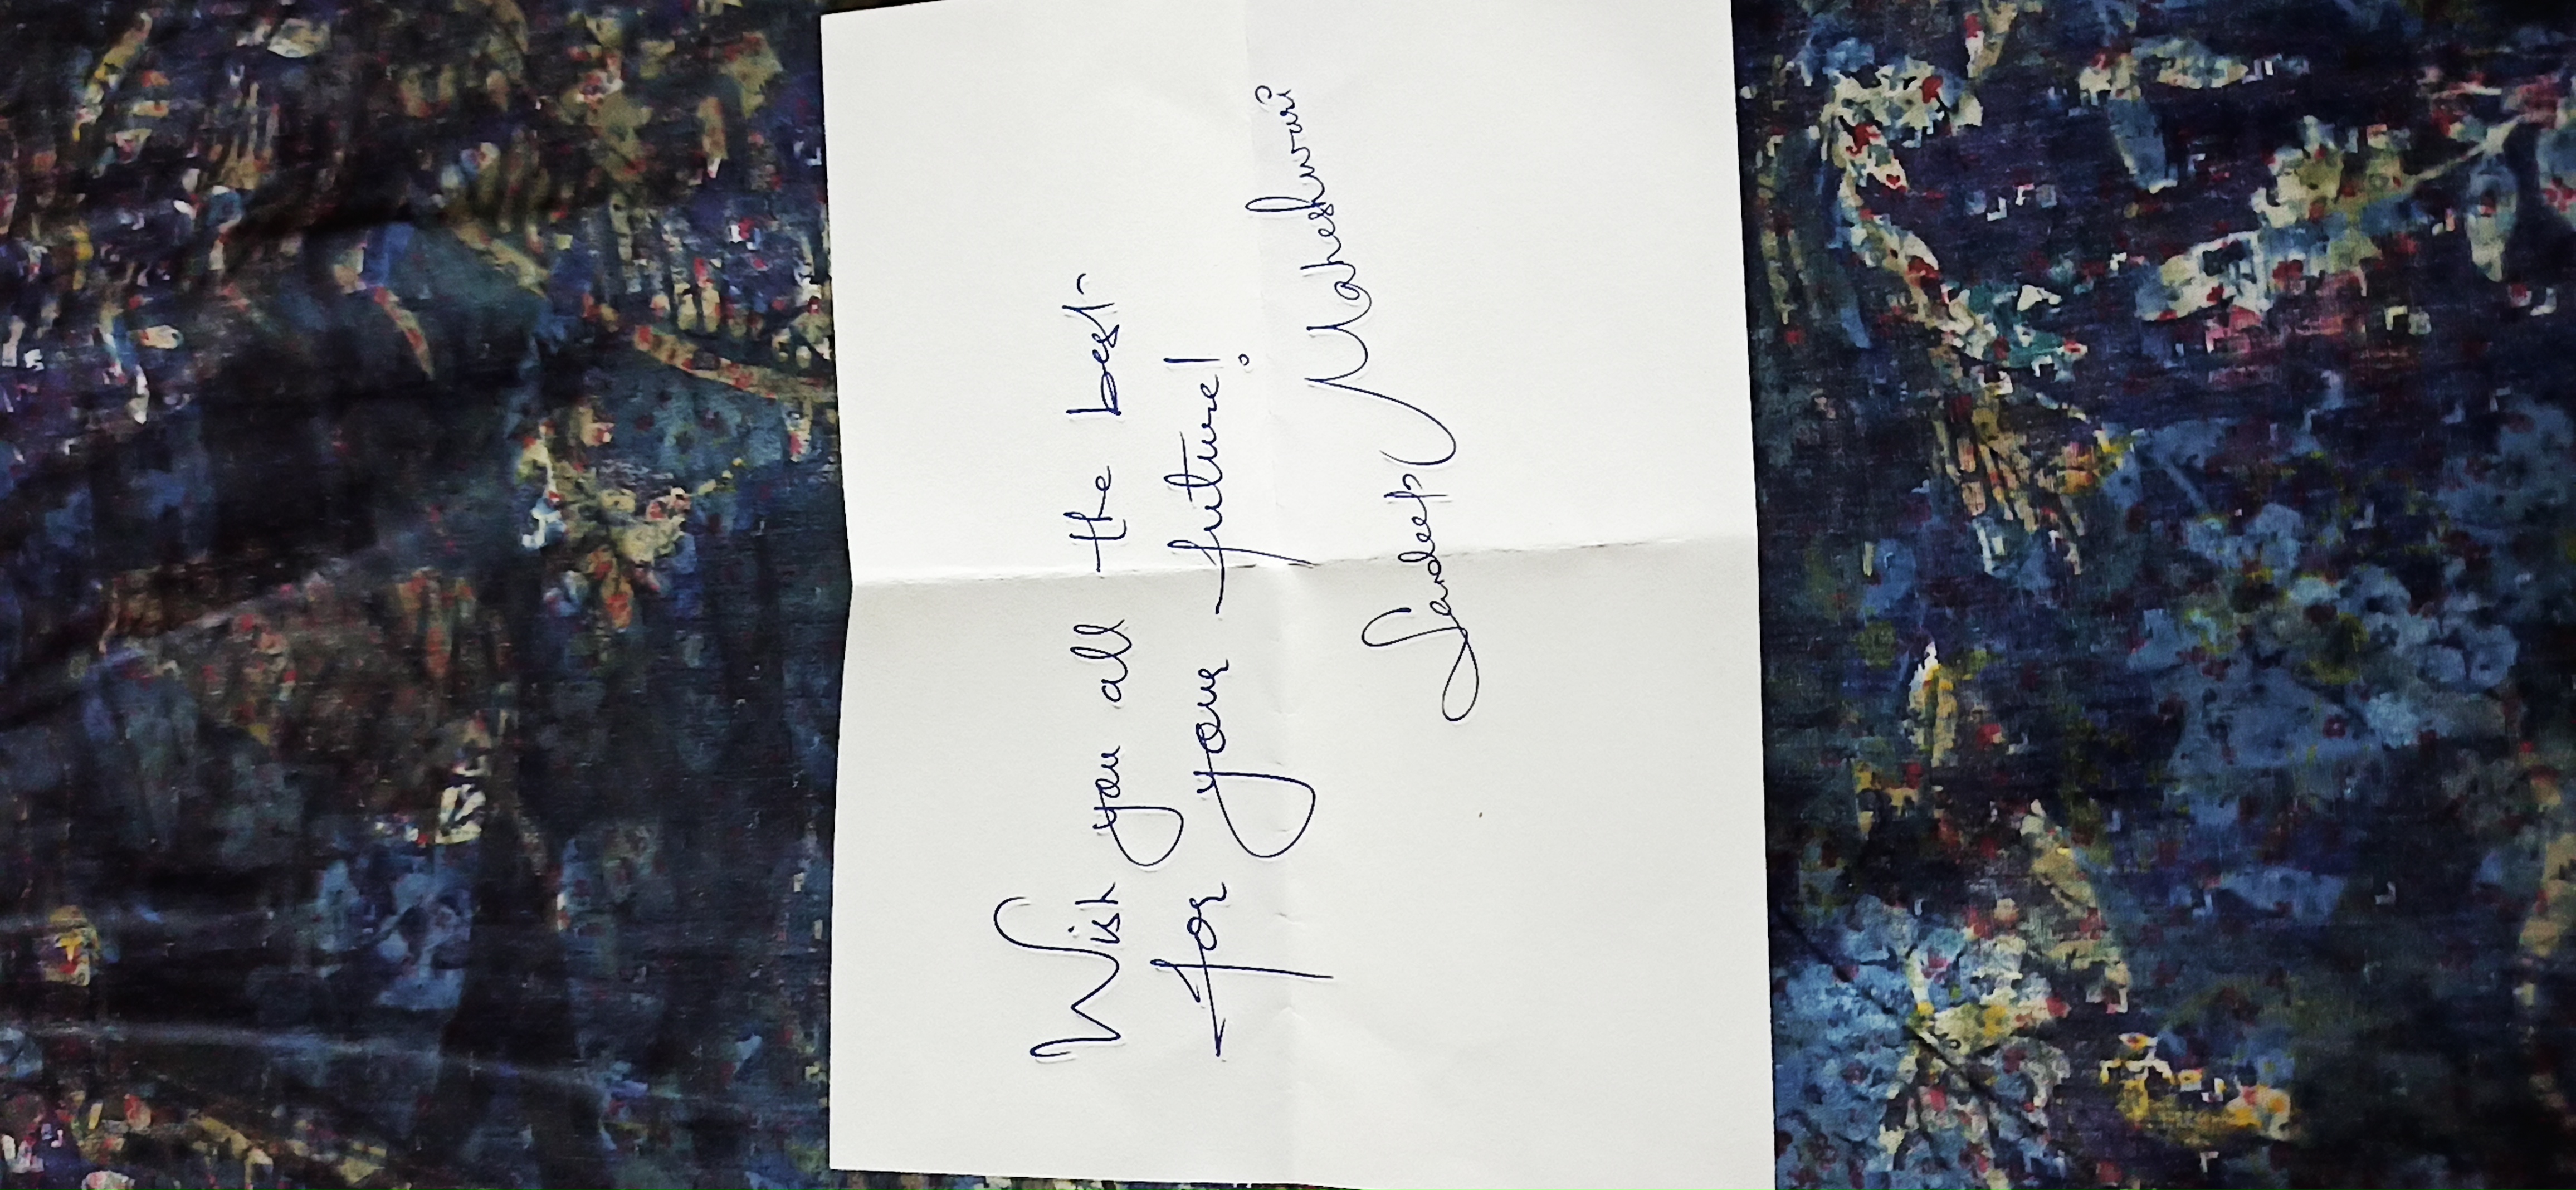 Wish you all the best
for your future!
Sandeep Maheshwari